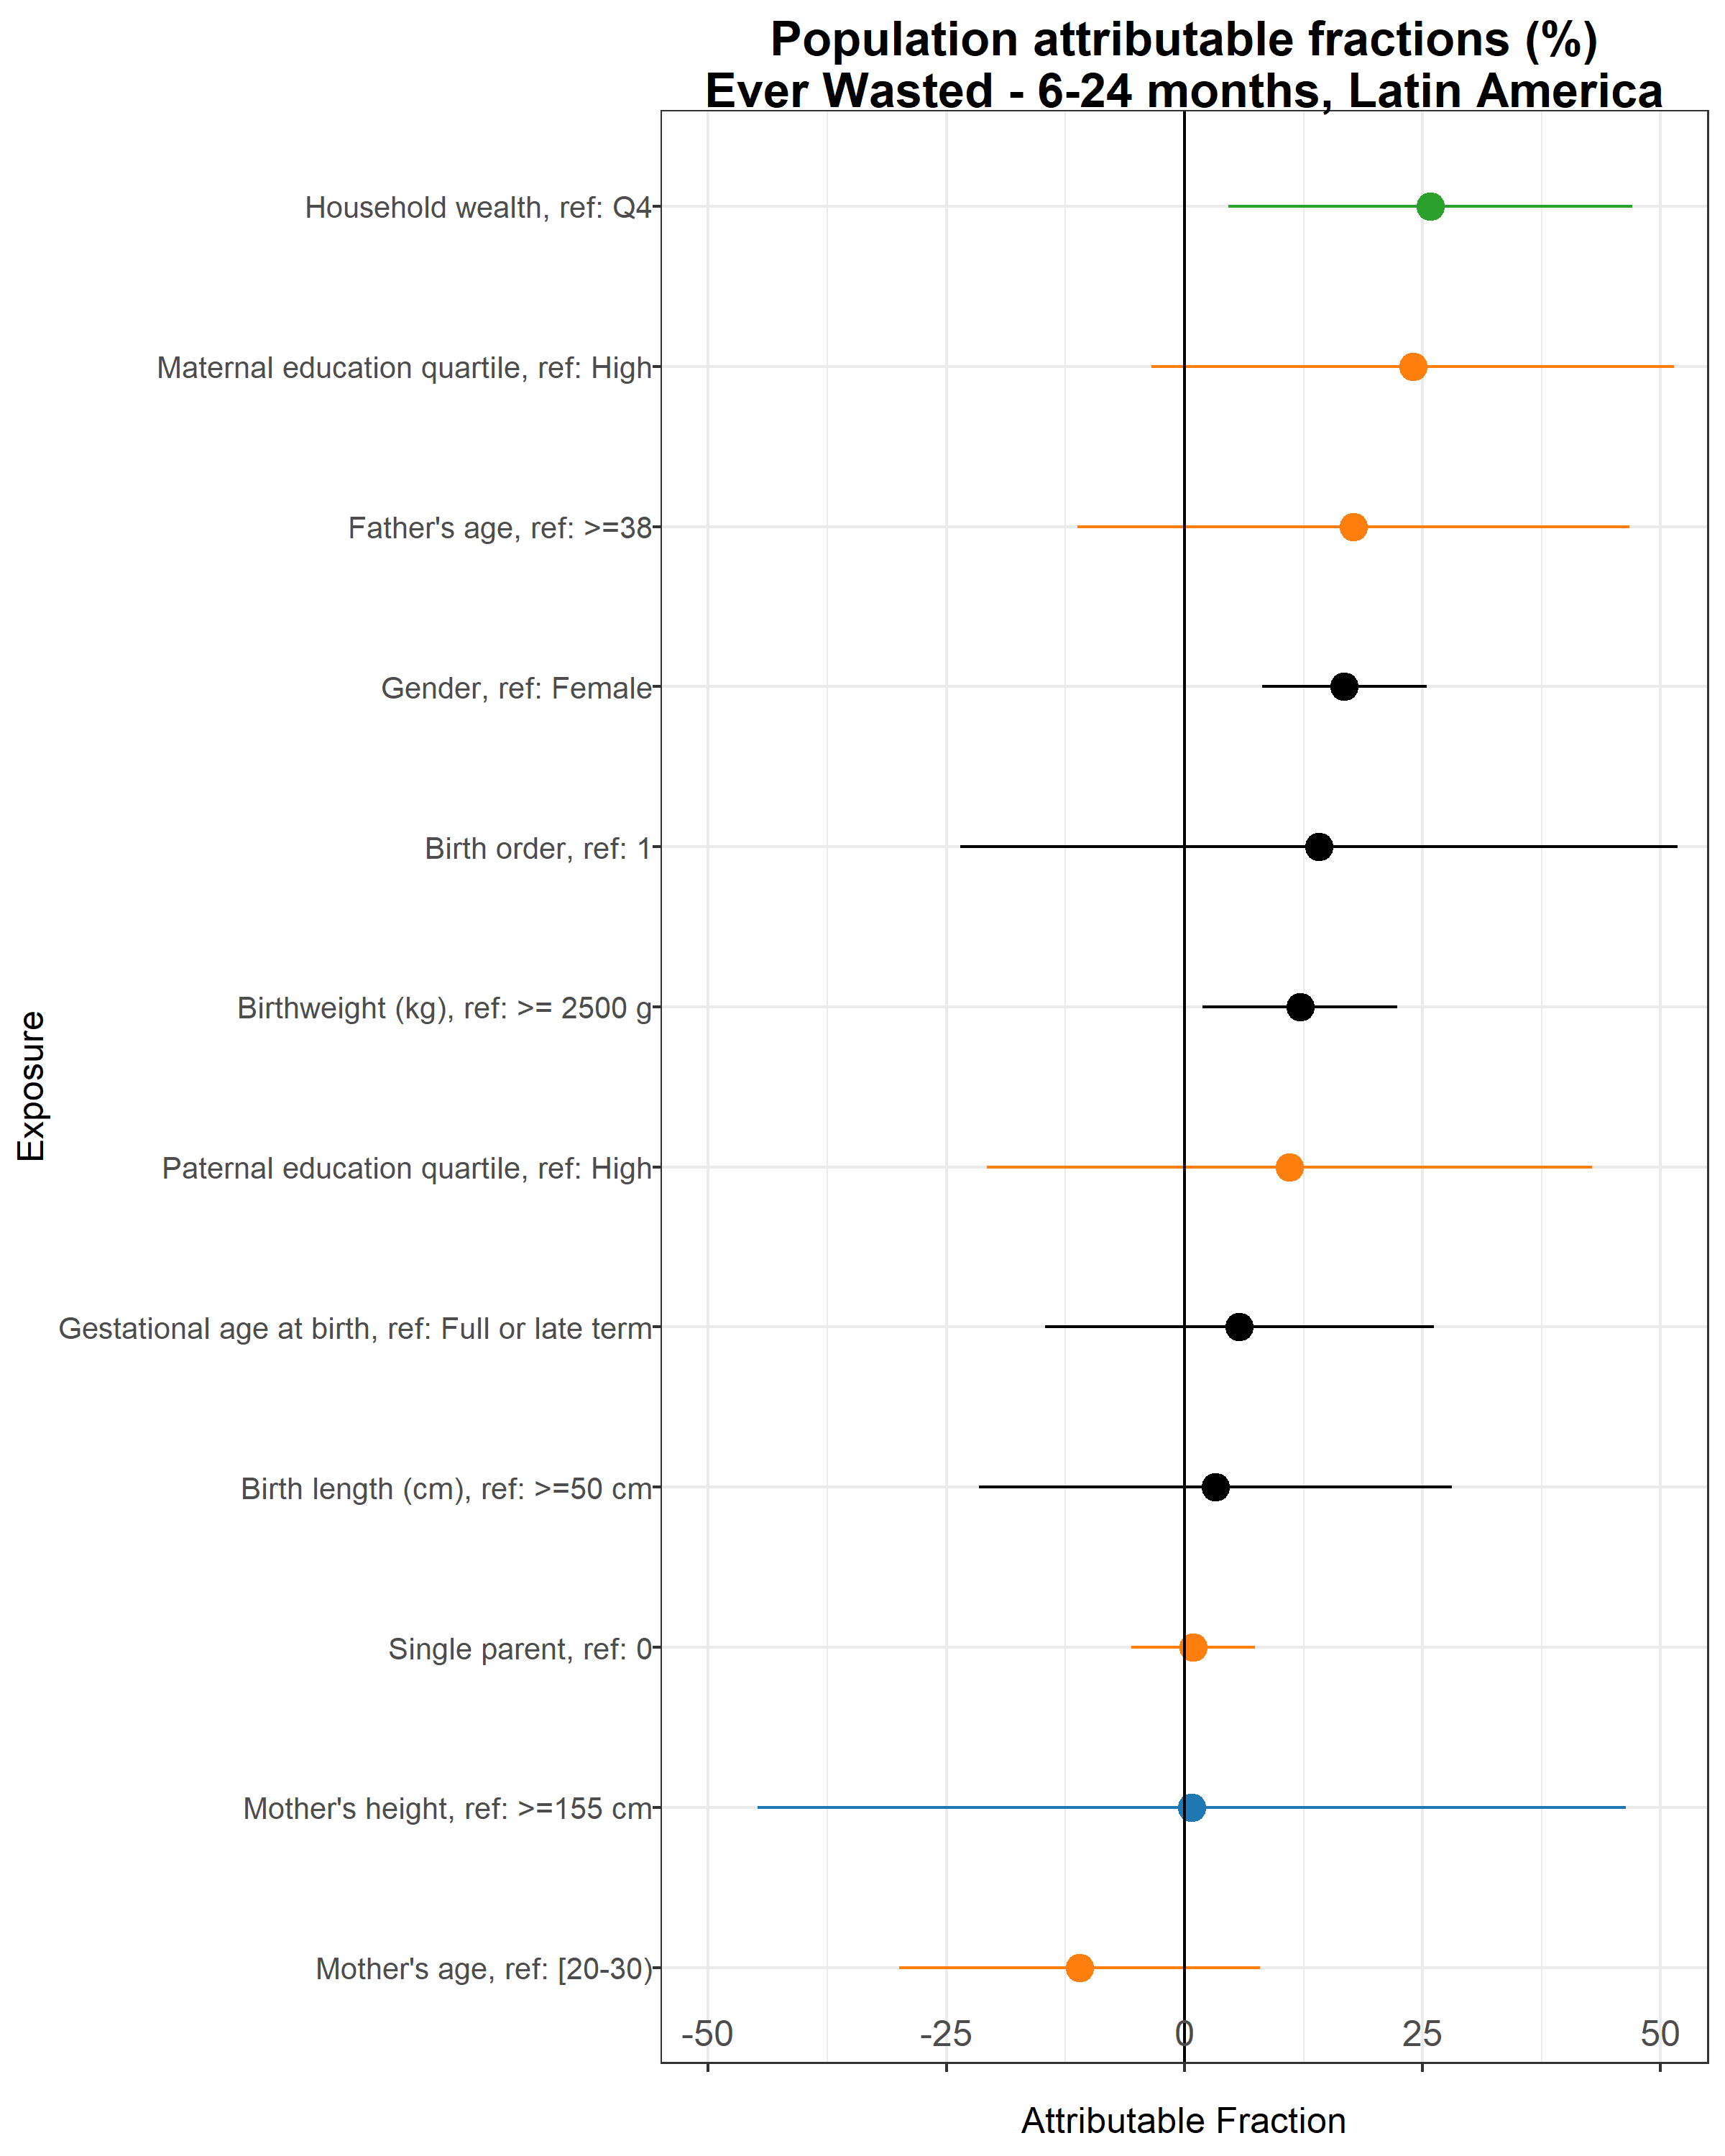 Population attributable fractions (%)
Ever Wasted - 6-24 months, Latin America
Household wealth, ref: Q4
Maternal education quartile, ref: High
Father's age, ref: >=38
Gender, ref: Female
Birth order, ref: 1
Birthweight (kg), ref: >= 2500 g
Paternal education quartile, ref: High
Gestational age at birth, ref: Full or late term
Birth length (cm), ref: >=50 cm
Single parent, ref: 0
Mother's height, ref: >=155 cm
Mother's age, ref: [20-30)
Exposure
-50 -25 0 25 50
Attributable Fraction